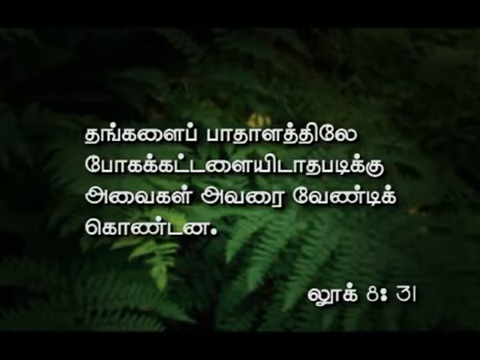 தங்களைப் பாதாளத்திலே
போகக்கட்டளையிடாதபடிக்கு
அவைகள் அவரை வேண்டிக்
கொண்டன.
லூக் 8: 31